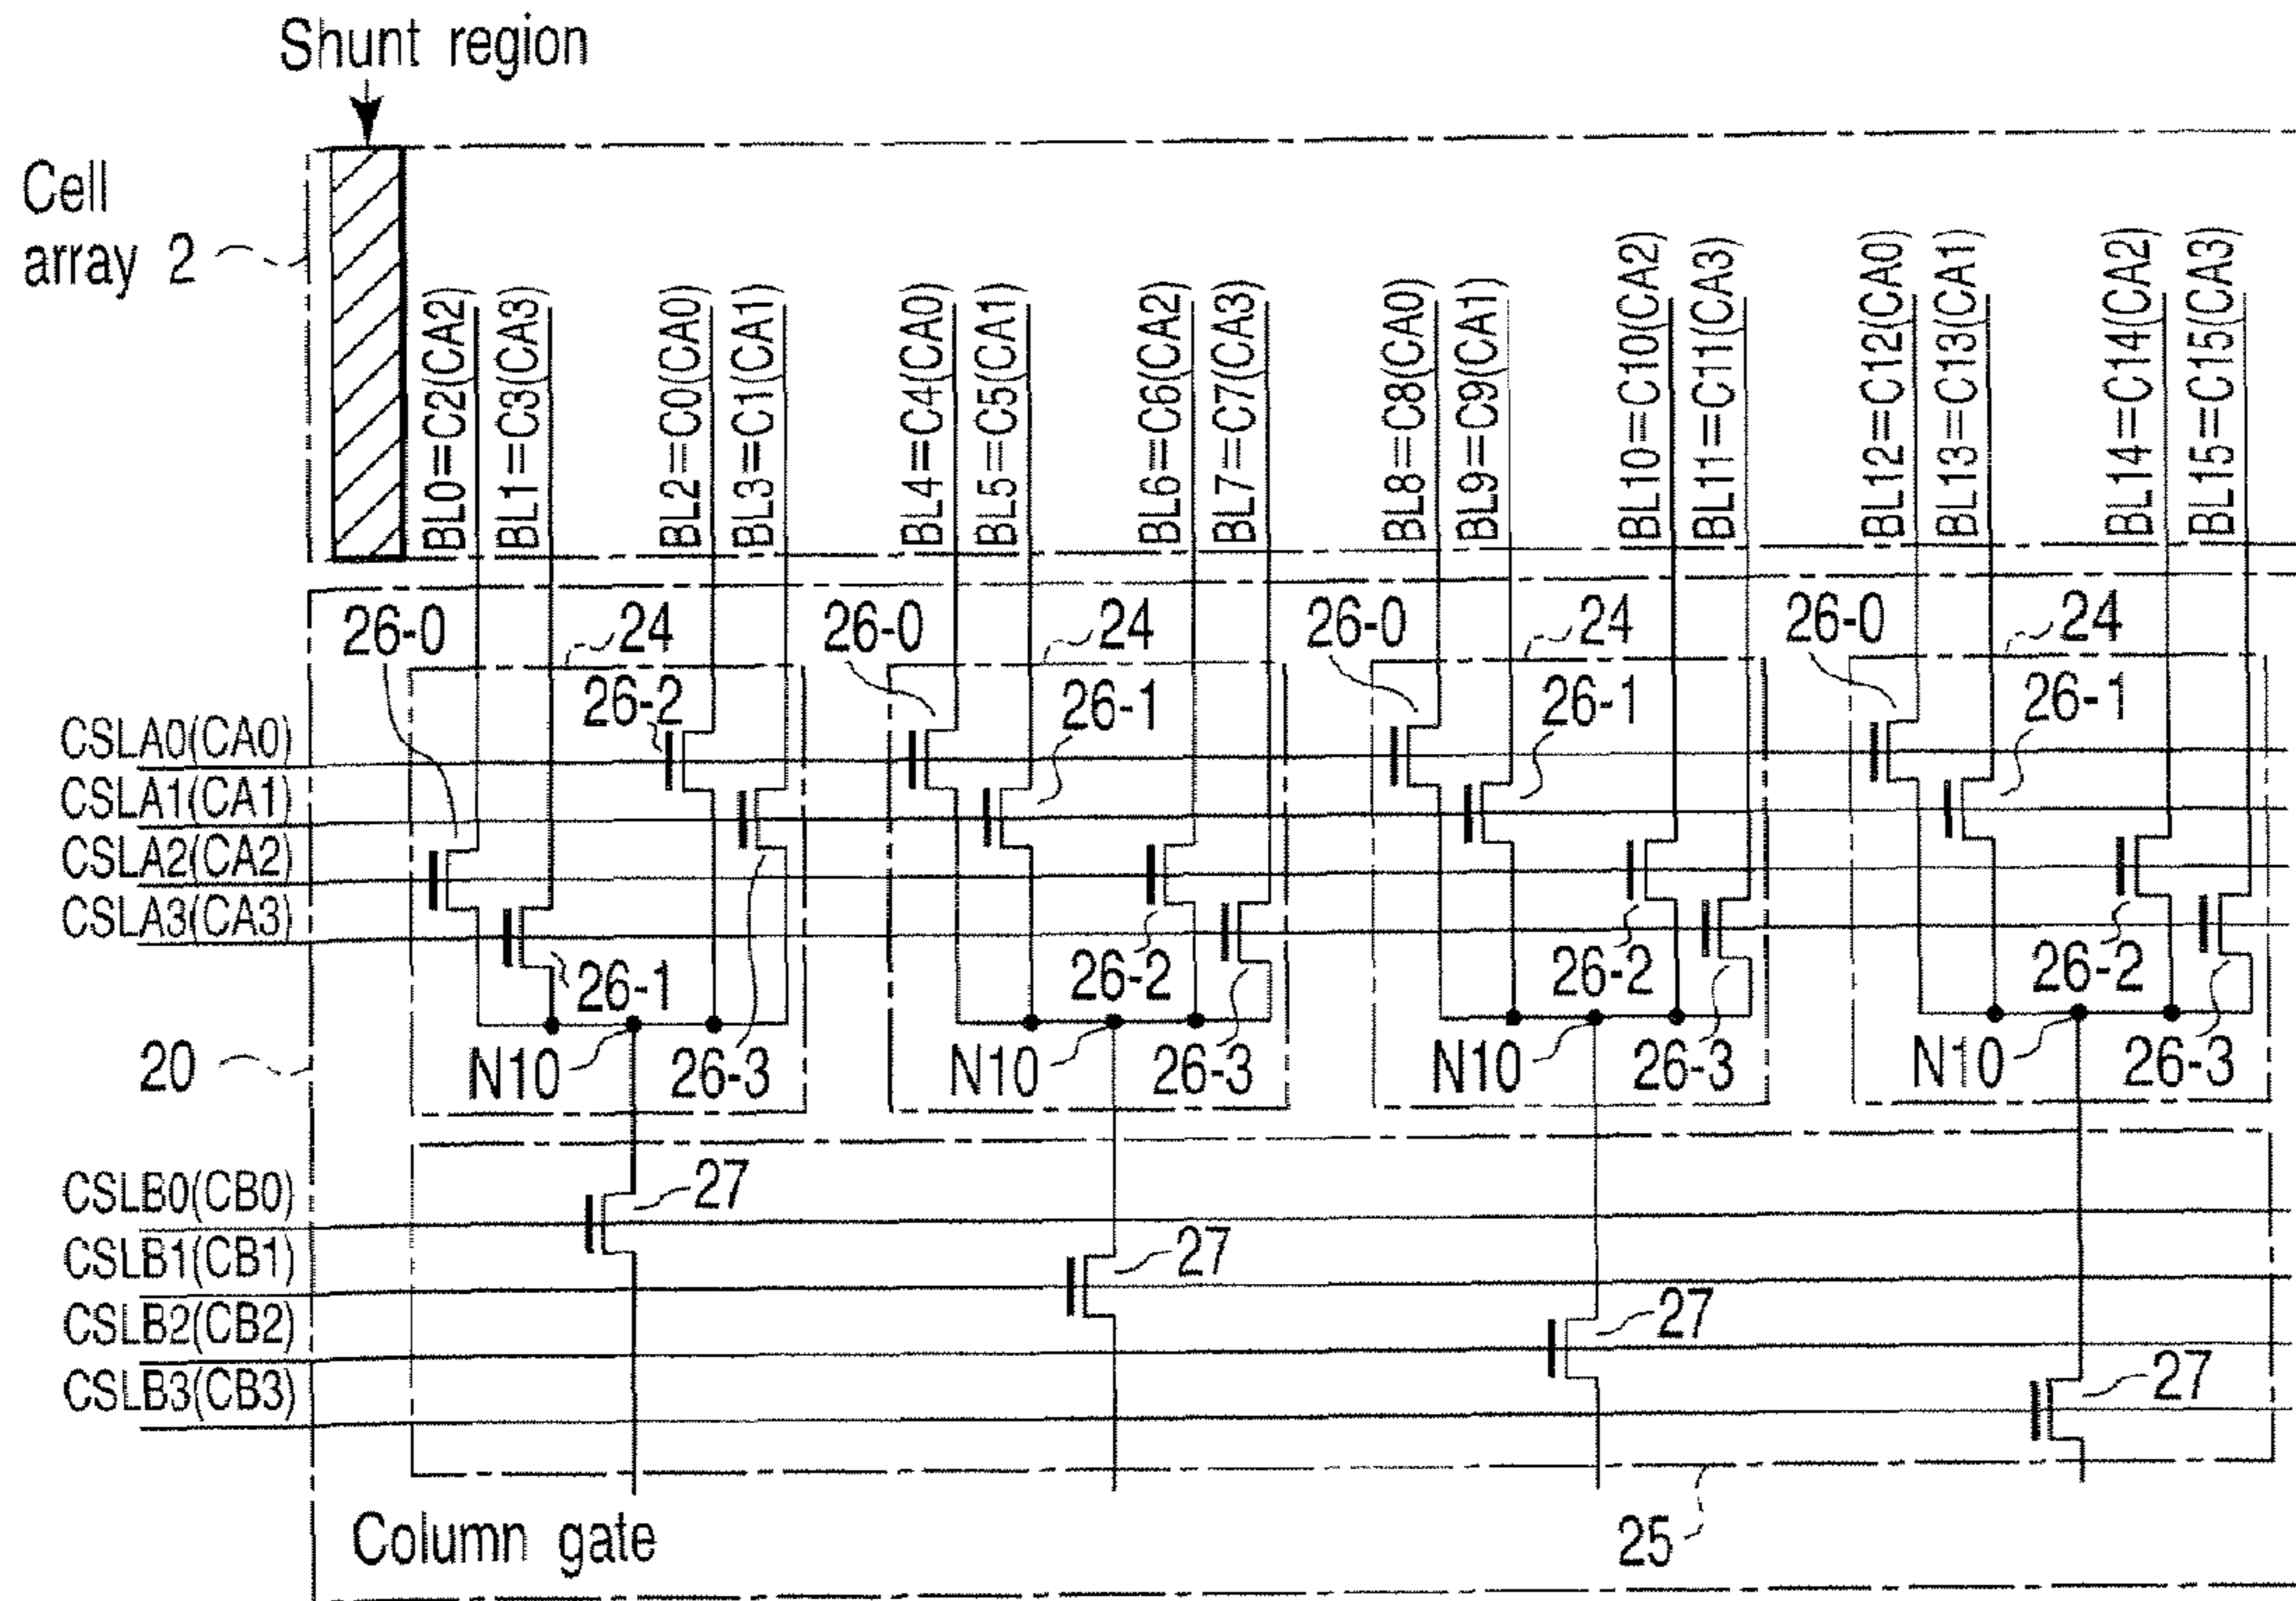 Shunt region
Cell
array 2
BL0=C2(CA2)
BL1=C3(CA3)
BL2=C0(CA0)
BL3=C1(CA1)
BL4=C4(CA0)
BL5=C5(CA1)
BL6=C6(CA2)
BL7=C7(CA3)
BL8=C8(CA0)
BL9=C9(CA1)
BL10=C10(CA2)
BL11=C11(CA3)
BL12=C12(CA0)
BL13=C13(CA1)
BL14=C14(CA2)
BL15=C15(CA3)
26-0 24 26-0 24 26-0 24 26-0 24
26-2 26-1 26-1 26-1
CSLA0(CA0)
CSLA1(CA1)
CSLA2(CA2)
CSLA3(CA3)
26-1 26-2 26-2 26-2
20 N10 26-3 N10 26-3 N10 26-3 N10 26-3
CSLB0(CB0) 27
CSLB1(CB1) 27
CSLB2(CB2) 27
CSLB3(CB3) 27
Column gate 25